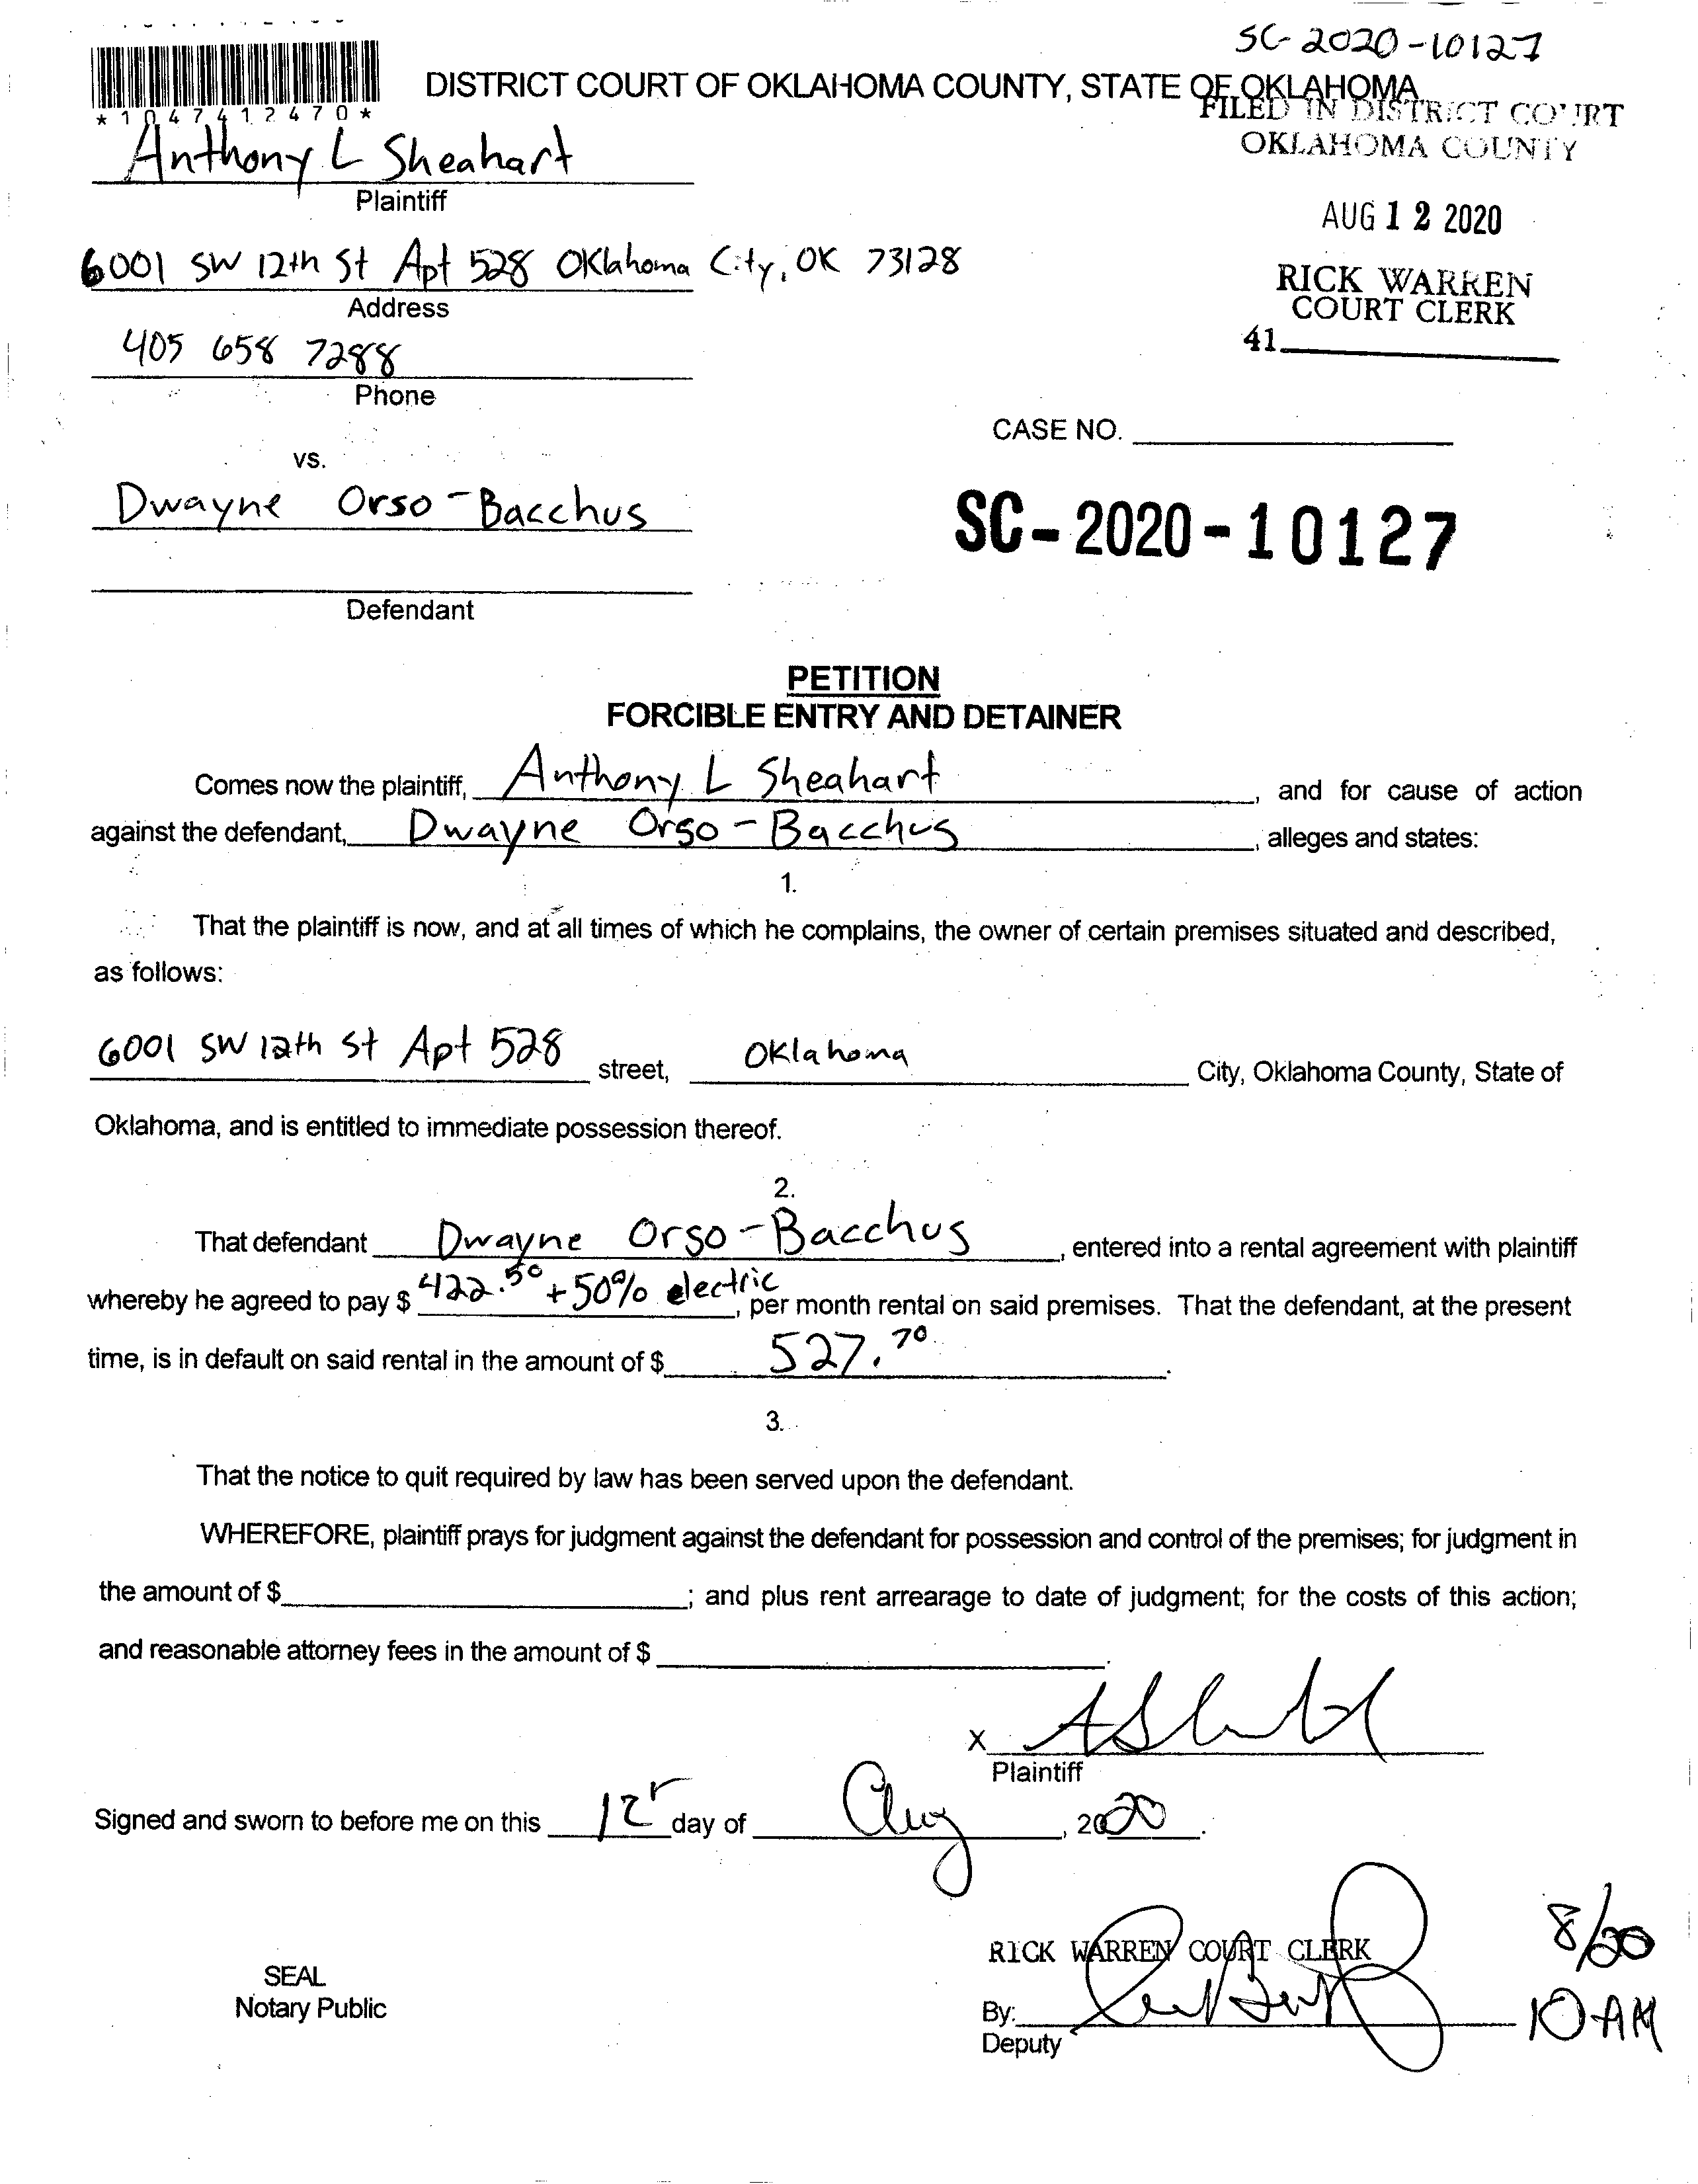 SC-2020-10127
DISTRICT COURT OF OKLAHOMA COUNTY, STATE OF OKLAHOMA
*1047412470*
FILED IN DISTRICT COURT
OKLAHOMA COUNTY
Anthony L Sheahart
Plaintiff
AUG 12 2020
6001 SW 12th St Apt 528 Oklahoma City, OK 73128
Address
RICK WARREN
COURT CLERK
41
405 658 7288
Phone
CASE NO.
vs.
Dwayne Orso-Bacchus
SC-2020-10127
Defendant
PETITION
FORCIBLE ENTRY AND DETAINER
Comes now the plaintiff, Anthony L Sheahart, and for cause of action
against the defendant, Dwayne Orso-Bacchus, alleges and states:
1.
That the plaintiff is now, and at all times of which he complains, the owner of certain premises situated and described,
as follows:
6001 SW 12th St Apt 528 street, Oklahoma City, Oklahoma County, State of
Oklahoma, and is entitled to immediate possession thereof.
2.
That defendant Dwayne Orso-Bacchus, entered into a rental agreement with plaintiff
whereby he agreed to pay $ 422.50 + 50% electric, per month rental on said premises. That the defendant, at the present
time, is in default on said rental in the amount of $ 527.70.
3.
That the notice to quit required by law has been served upon the defendant.
WHEREFORE, plaintiff prays for judgment against the defendant for possession and control of the premises; for judgment in
the amount of $ ; and plus rent arrearage to date of judgment; for the costs of this action;
and reasonable attorney fees in the amount of $ .
X
Plaintiff
Signed and sworn to before me on this 12 day of Aug, 2020.
8/20
RICK WARREN COURT CLERK
SEAL
Notary Public
By:
10 AM
Deputy